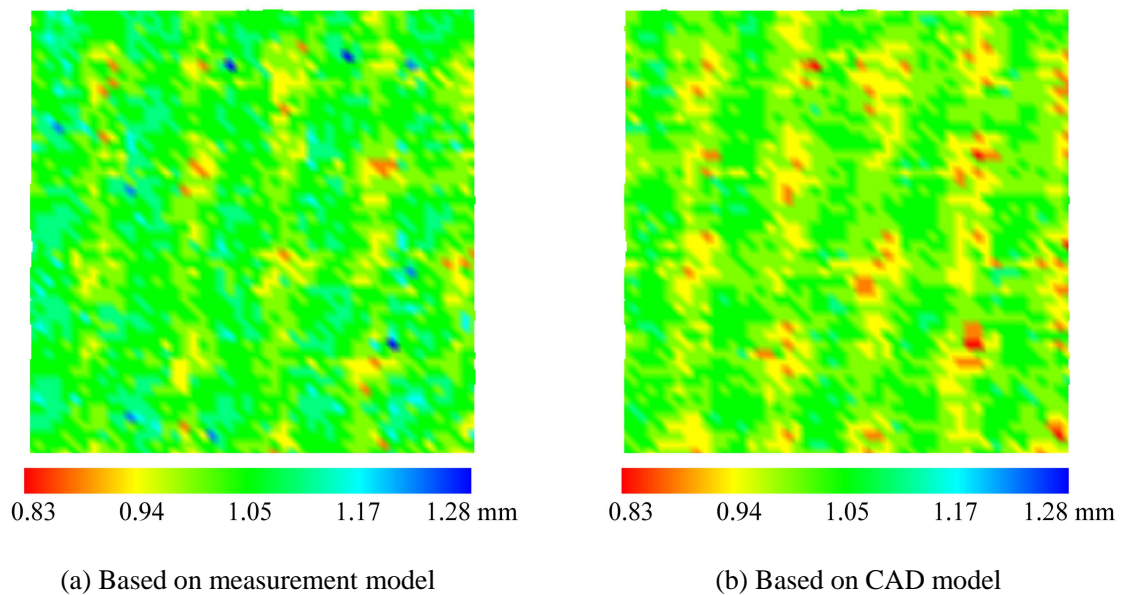 0.83 0.94 1.05 1.17 1.28 mm
0.83 0.94 1.05 1.17 1.28 mm
(a) Based on measurement model
(b) Based on CAD model